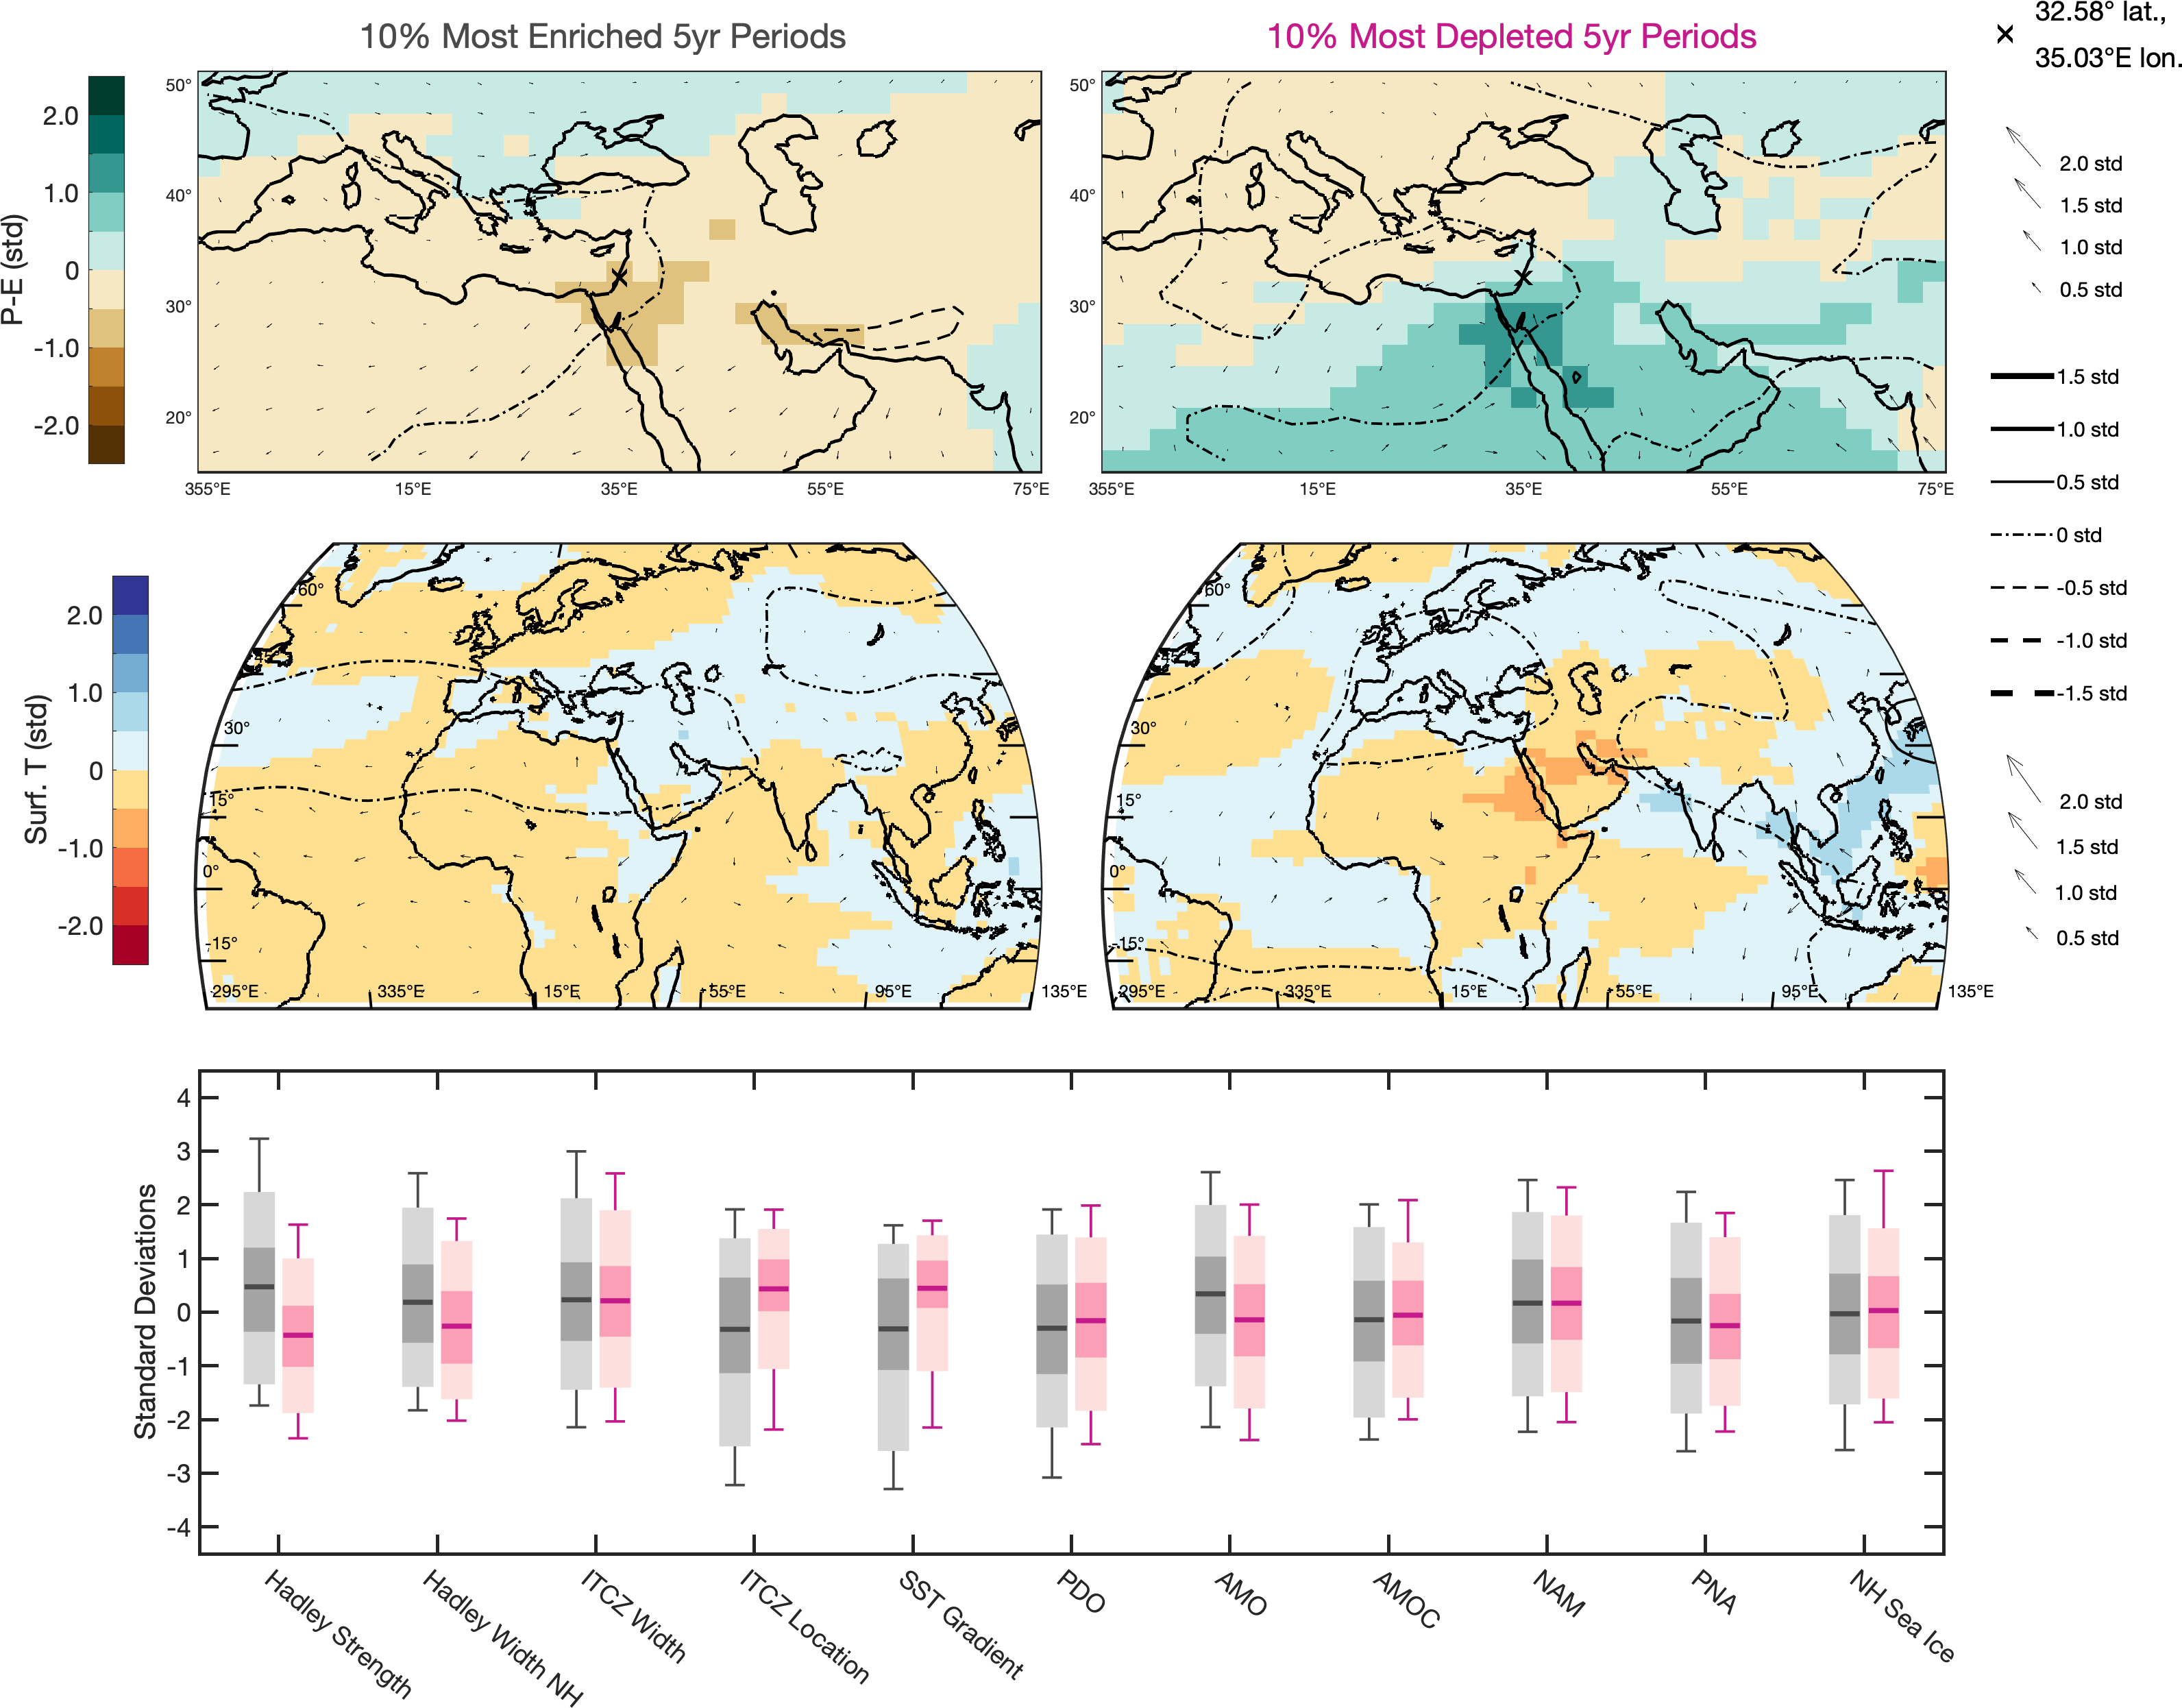 10% Most Enriched 5yr Periods
10% Most Depleted 5yr Periods
32.58° lat.,
35.03°E lon.
P-E (std)
2.0
1.0
0
-1.0
-2.0
50°
40°
30°
20°
355°E
15°E
35°E
55°E
75°E
50°
40°
30°
20°
355°E
15°E
35°E
55°E
75°E
2.0 std
1.5 std
1.0 std
0.5 std
1.5 std
1.0 std
0.5 std
0 std
-0.5 std
-1.0 std
-1.5 std
Surf. T (std)
2.0
1.0
0
-1.0
-2.0
60°
45°
30°
15°
0°
-15°
295°E
335°E
15°E
55°E
95°E
135°E
60°
45°
30°
15°
0°
-15°
295°E
335°E
15°E
55°E
95°E
135°E
2.0 std
1.5 std
1.0 std
0.5 std
Standard Deviations
4
3
2
1
0
-1
-2
-3
-4
Hadley Strength
Hadley Width NH
ITCZ Width
ITCZ Location
SST Gradient
PDO
AMO
AMOC
NAM
PNA
NH Sea Ice